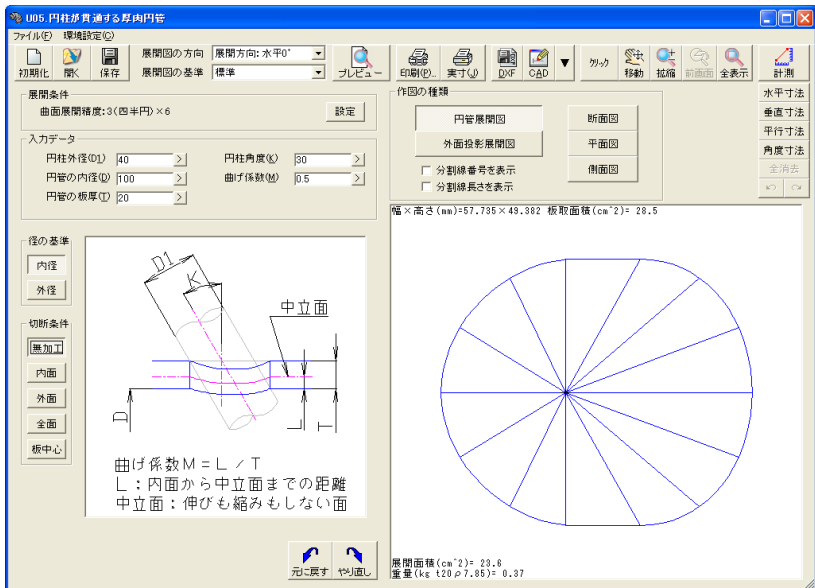 U05.円柱が貫通する厚肉円管
ファイル(F) 環境設定(C)
初期化 開く 保存
展開図の方向 展開方向:水平0°
展開図の基準 標準
プレビュー 印刷(P).. 実寸(J) DXF CAD クリック 移動 拡縮 前画面 全表示 計測
展開条件
曲面展開精度:3(四半円)×6 設定
入力データ
円柱外径(D1) 40 >
円管の内径(D) 100 >
円管の板厚(T) 20 >
円柱角度(K) 30 >
曲げ係数(M) 0.5 >
作図の種類
円管展開図 断面図
外面投影展開図 平面図
側面図
分割線番号を表示
分割線長さを表示
水平寸法
垂直寸法
平行寸法
角度寸法
全消去
径の基準
内径
外径
切断条件
無加工
内面
外面
全面
板中心
D1
K
中立面
D
L
T
曲げ係数M=L/T
L:内面から中立面までの距離
中立面:伸びも縮みもしない面
元に戻す やり直し
幅×高さ(mm)=57.735×49.382 板取面積(cm^2)= 28.5
展開面積(cm^2)= 23.6
重量(kg t20ρ7.85)= 0.37